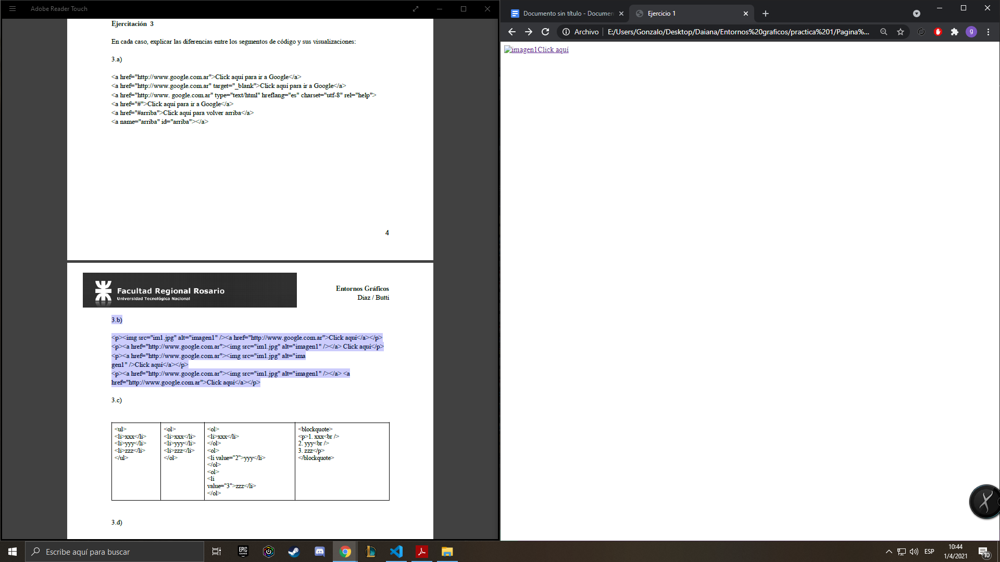 Adobe Reader Touch
Ejercitación 3
En cada caso, explicar las diferencias entre los segmentos de código y sus visualizaciones:
3.a)
<a href="http://www.google.com.ar">Click aquí para ir a Google</a>
<a href="http://www.google.com.ar" target="_blank">Click aquí para ir a Google</a>
<a href="http://www. google.com.ar" type="text/html" hreflang="es" charset="utf-8" rel="help">
<a href="#">Click aquí para ir a Google</a>
<a href="#arriba">Click aquí para volver arriba</a>
<a name="arriba" id="arriba"></a>
4
Facultad Regional Rosario
Universidad Tecnológica Nacional
Entornos Gráficos
Diaz / Butti
3.b)
<p><img src="im1.jpg" alt="imagen1" /><a href="http://www.google.com.ar">Click aquí</a></p>
<p><a href="http://www.google.com.ar"><img src="im1.jpg" alt="imagen1" /></a> Click aquí</p>
<p><a href="http://www.google.com.ar"><img src="im1.jpg" alt="ima
gen1" />Click aquí</a></p>
<p><a href="http://www.google.com.ar"><img src="im1.jpg" alt="imagen1" /></a> <a
href="http://www.google.com.ar">Click aquí</a></p>
3.c)
<ul>
<li>xxx</li>
<li>yyy</li>
<li>zzz</li>
</ul>
<ol>
<li>xxx</li>
<li>yyy</li>
<li>zzz</li>
</ol>
<ol>
<li>xxx</li>
</ol>
<ol>
<li value="2">yyy</li>
</ol>
<ol>
<li
value="3">zzz</li>
</ol>
<blockquote>
<p>1. xxx<br />
2. yyy<br />
3. zzz</p>
</blockquote>
3.d)
Documento sin título - Documen
Ejercicio 1
Archivo
E:/Users/Gonzalo/Desktop/Daiana/Entornos%20graficos/practica%201/Pagina%...
g
imagen1Click aquí
Escribe aquí para buscar
EPIC GAMES
ESP
10:44
1/4/2021
10